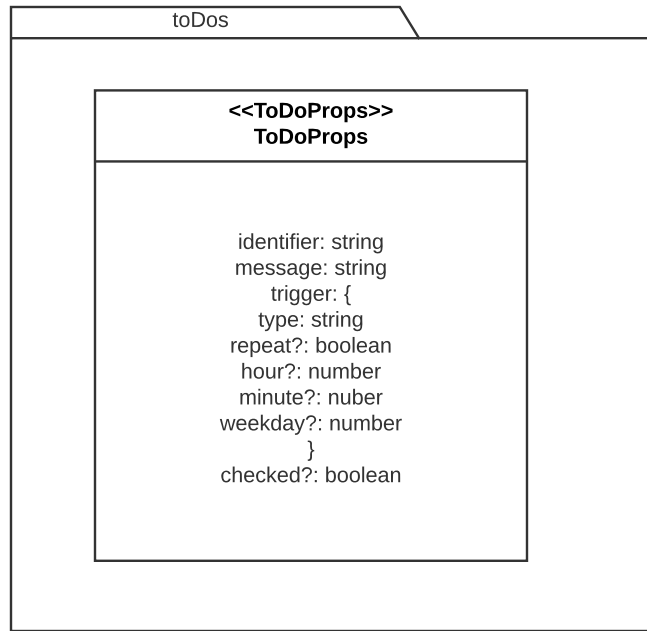 toDos
<<ToDoProps>>
ToDoProps
identifier: string
message: string
trigger: {
type: string
repeat?: boolean
hour?: number
minute?: nuber
weekday?: number
}
checked?: boolean